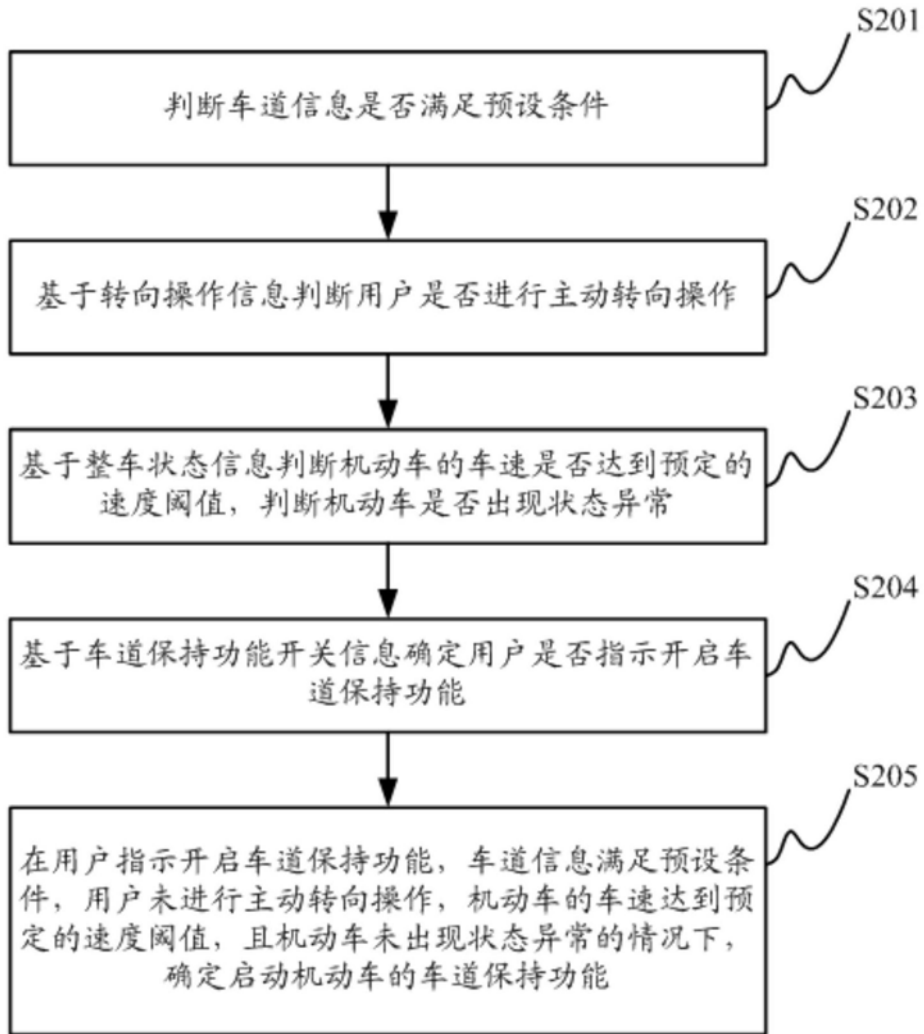 S201
判断车道信息是否满足预设条件
S202
基于转向操作信息判断用户是否进行主动转向操作
S203
基于整车状态信息判断机动车的车速是否达到预定的
速度阈值，判断机动车是否出现状态异常
S204
基于车道保持功能开关信息确定用户是否指示开启车
道保持功能
S205
在用户指示开启车道保持功能，车道信息满足预设条
件，用户未进行主动转向操作，机动车的车速达到预
定的速度阈值，且机动车未出现状态异常的情况下，
确定启动机动车的车道保持功能